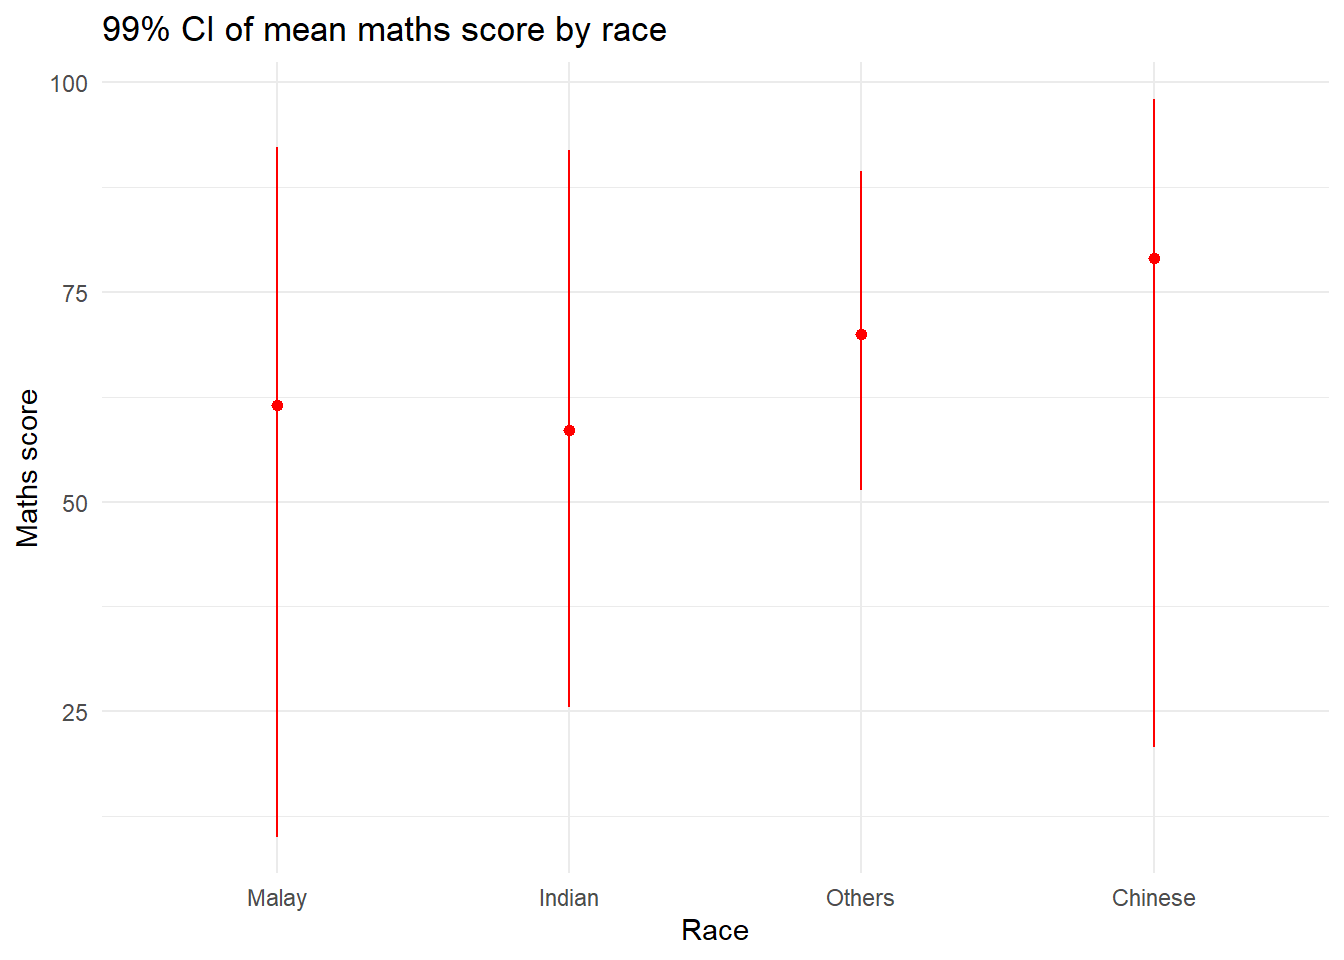 99% CI of mean maths score by race
100
75
50
25
Maths score
Malay Indian Others Chinese
Race